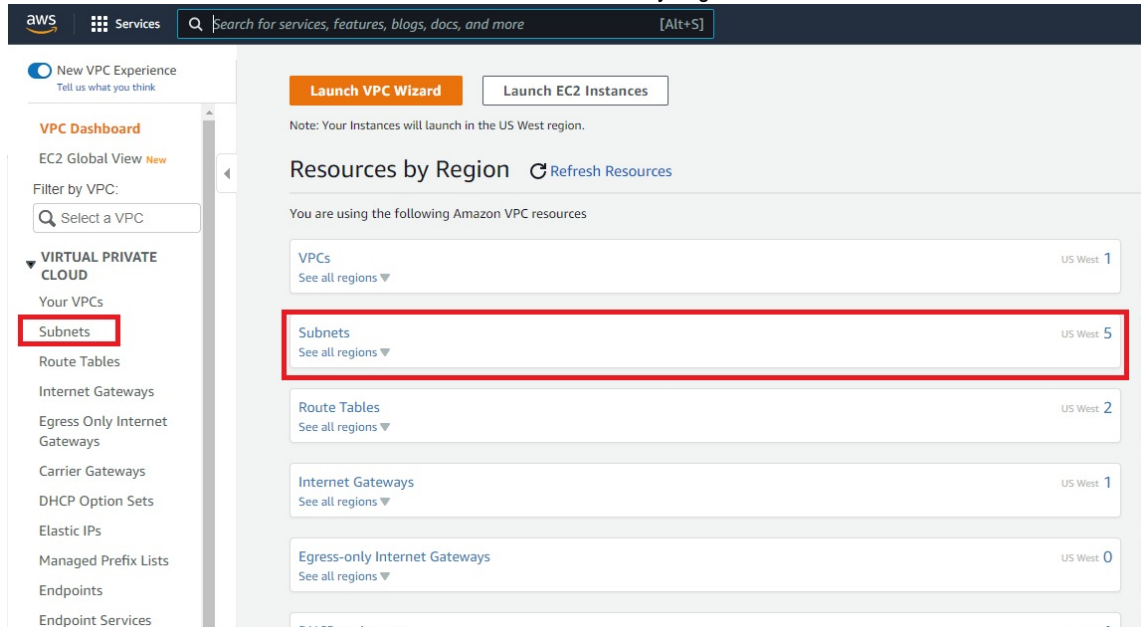 aws
Services
Search for services, features, blogs, docs, and more
[Alt+S]
New VPC Experience
Tell us what you think
VPC Dashboard
EC2 Global View New
Filter by VPC:
Select a VPC
VIRTUAL PRIVATE
CLOUD
Your VPCs
Subnets
Route Tables
Internet Gateways
Egress Only Internet
Gateways
Carrier Gateways
DHCP Option Sets
Elastic IPs
Managed Prefix Lists
Endpoints
Endpoint Services
Launch VPC Wizard
Launch EC2 Instances
Note: Your Instances will launch in the US West region.
Resources by Region
Refresh Resources
You are using the following Amazon VPC resources
VPCs
US West 1
See all regions
Subnets
US West 5
See all regions
Route Tables
US West 2
See all regions
Internet Gateways
US West 1
See all regions
Egress-only Internet Gateways
US West 0
See all regions